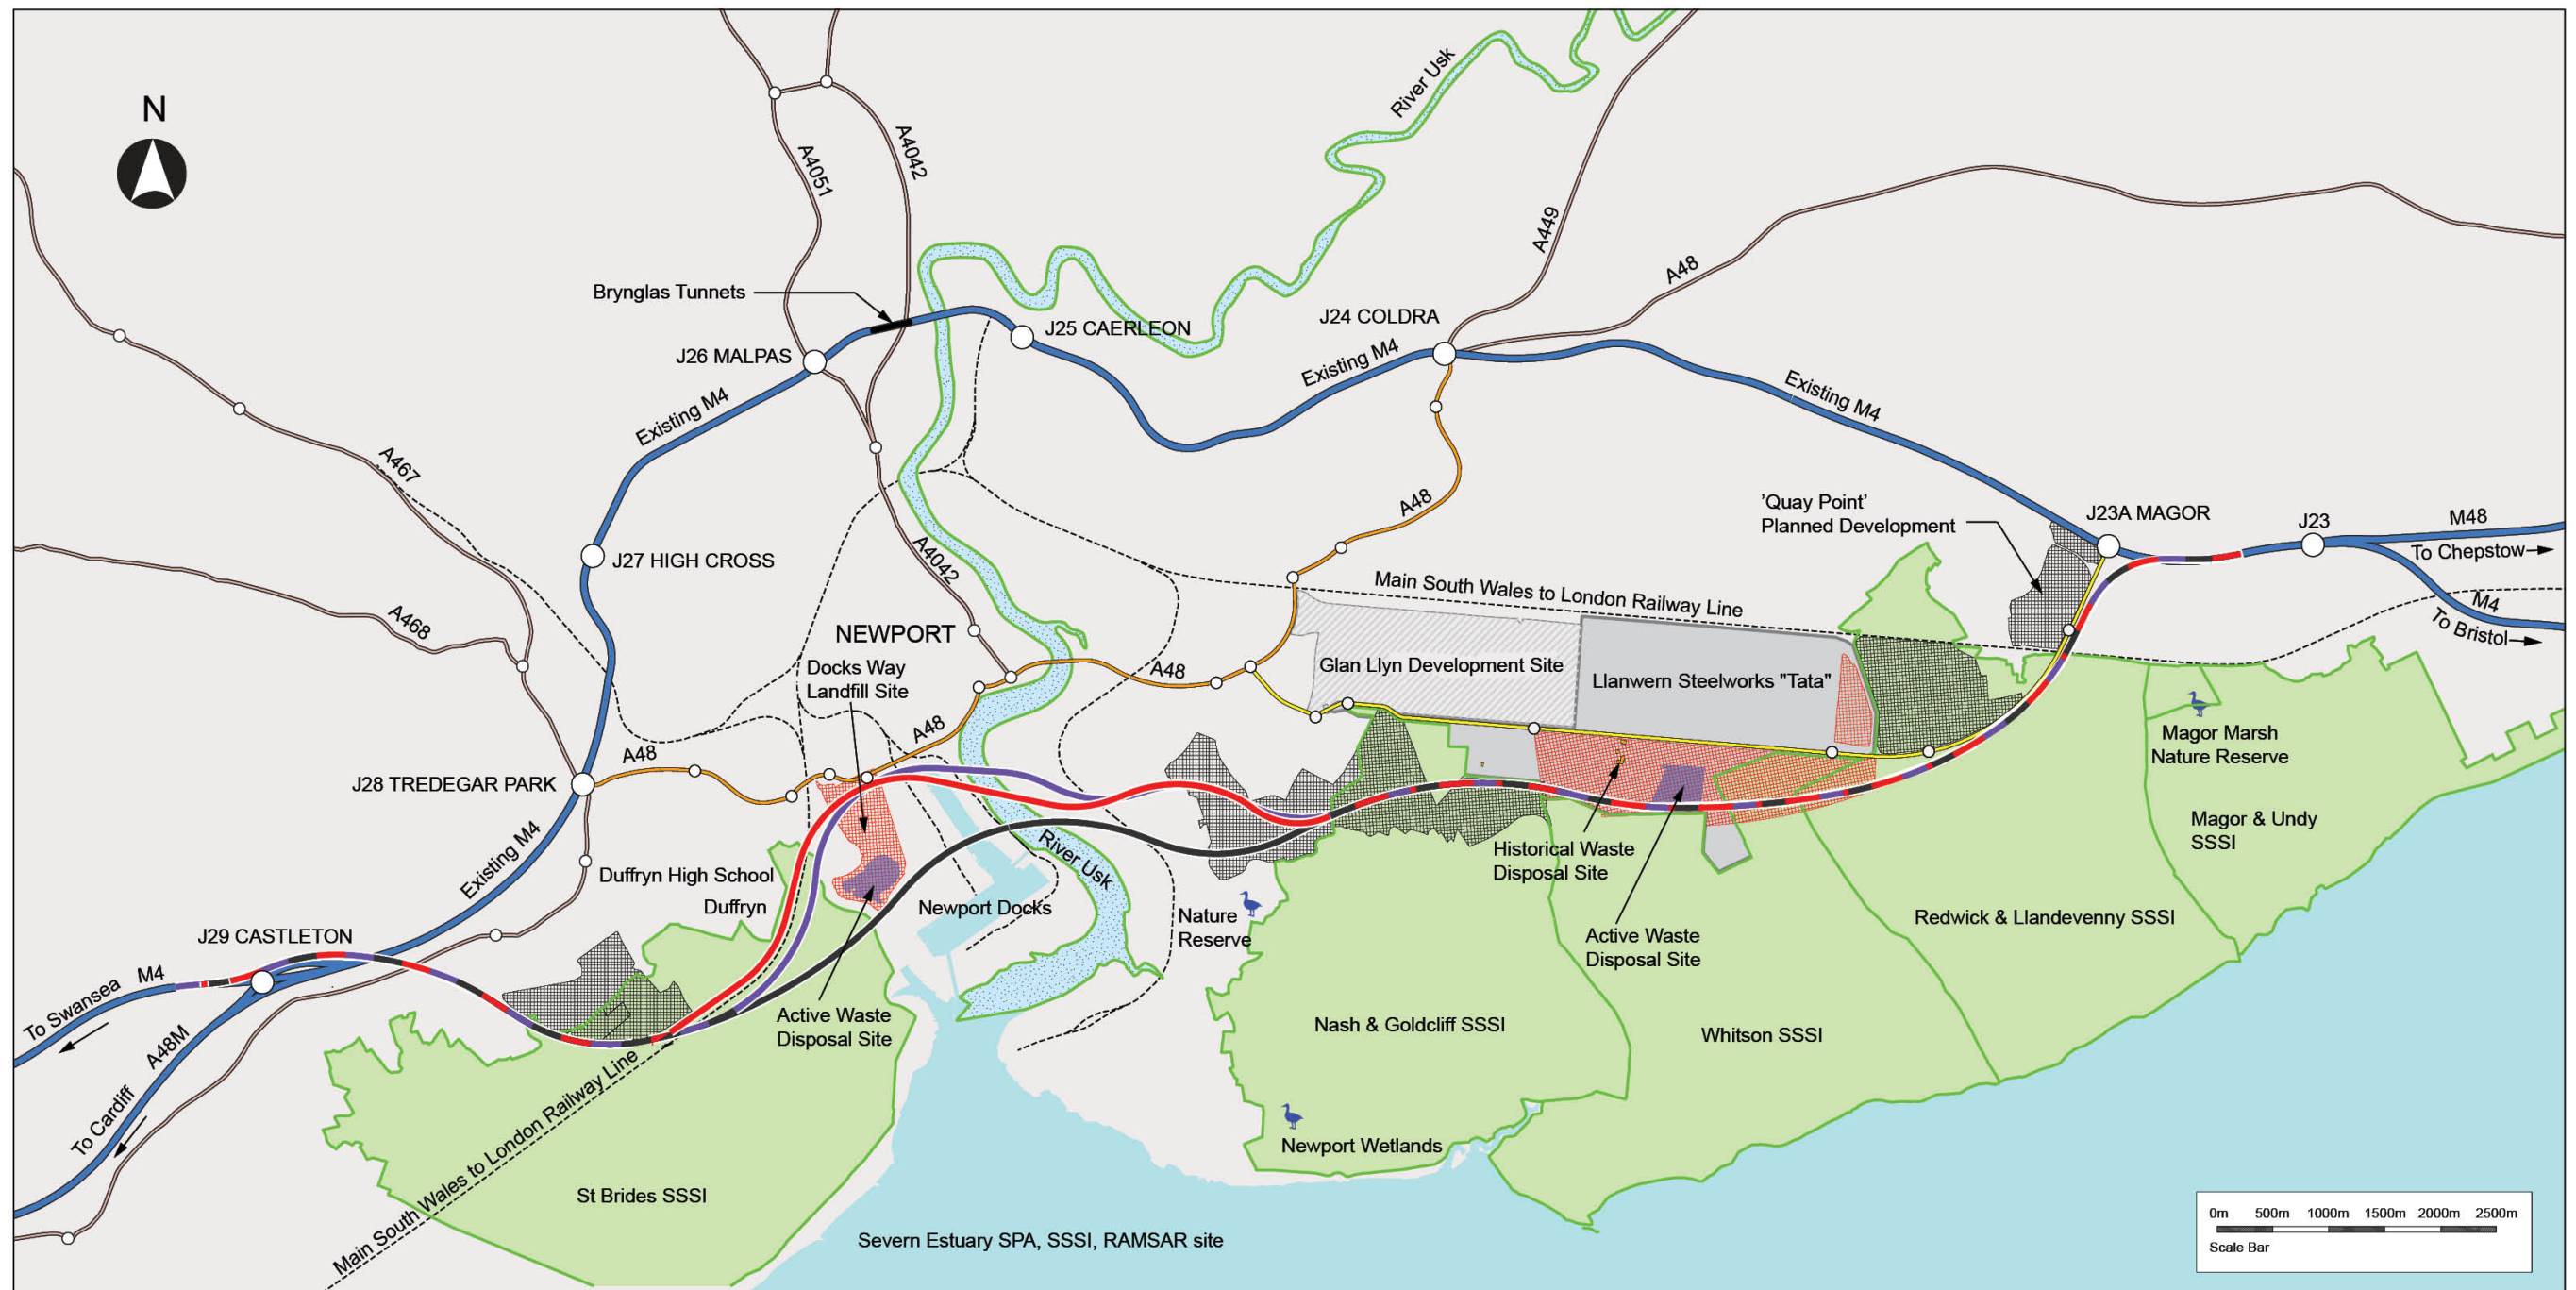 N
River Usk
A4042
A4051
A449
A48
Brynglas Tunnets
J24 COLDRA
J25 CAERLEON
J26 MALPAS
Existing M4
Existing M4
Existing M4
A467
A48
'Quay Point'
Planned Development
J23A MAGOR
J23
M48
To Chepstow
M4
To Bristol
J27 HIGH CROSS
A4042
Main South Wales to London Railway Line
A468
NEWPORT
Docks Way
Landfill Site
A48
Glan Llyn Development Site
Llanwern Steelworks "Tata"
Magor Marsh
Nature Reserve
A48
A48
J28 TREDEGAR PARK
Existing M4
River Usk
Magor & Undy
SSSI
Historical Waste
Disposal Site
Duffryn High School
Duffryn
Newport Docks
Nature
Reserve
Redwick & Llandevenny SSSI
Active Waste
Disposal Site
J29 CASTLETON
M4
To Swansea
A48M
To Cardiff
Active Waste
Disposal Site
Nash & Goldcliff SSSI
Whitson SSSI
Main South Wales to London Railway Line
Newport Wetlands
St Brides SSSI
Severn Estuary SPA, SSSI, RAMSAR site
0m 500m 1000m 1500m 2000m 2500m
Scale Bar